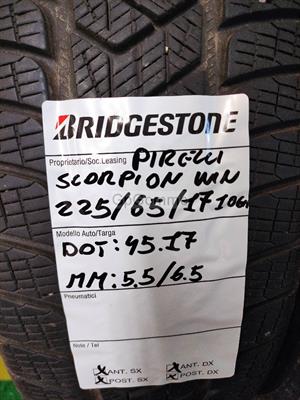 BRIDGESTONE
Proprietario/Soc.Leasing PIRELLI
SCORPION WIN
225/65/17 106H
Modello Auto/Targa
DOT: 45.17
MM: 5.5/6.5
Pneumatici
Note / Tel
X ANT. SX X ANT. DX
X POST. SX X POST. DX